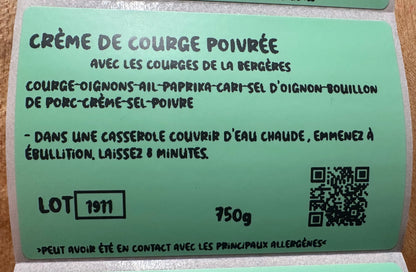 CRÈME DE COURGE POIVRÉE
AVEC LES COURGES DE LA BERGÈRES
COURGE-OIGNONS-AIL-PAPRIKA-CARI-SEL D'OIGNON-BOUILLON
DE PORC-CRÈME-SEL-POIVRE
- DANS UNE CASSEROLE COUVRIR D'EAU CHAUDE, EMMENEZ À
ÉBULLITION. LAISSEZ 8 MINUTES.
LOT 1911
750g
>PEUT AVOIR ÉTÉ EN CONTACT AVEC LES PRINCIPAUX ALLERGÈNES<